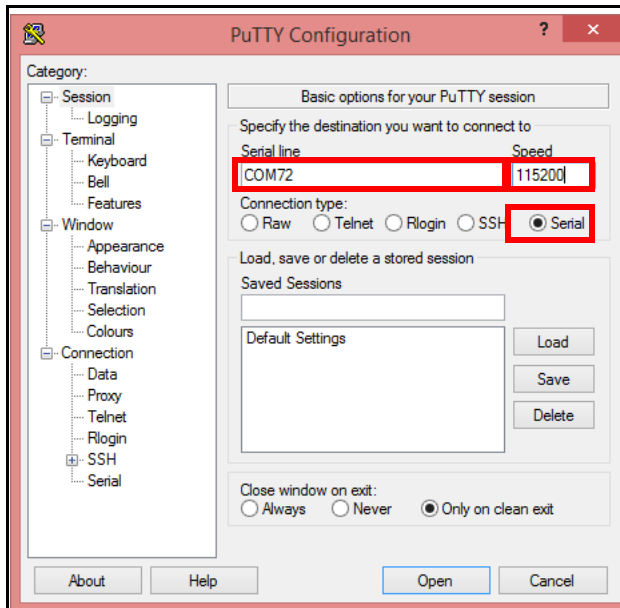 PuTTY Configuration
? ×
Category:
Session
Logging
Terminal
Keyboard
Bell
Features
Window
Appearance
Behaviour
Translation
Selection
Colours
Connection
Data
Proxy
Telnet
Rlogin
SSH
Serial
Basic options for your PuTTY session
Specify the destination you want to connect to
Serial line Speed
COM72 115200
Connection type:
Raw Telnet Rlogin SSH Serial
Load, save or delete a stored session
Saved Sessions
Default Settings
Load
Save
Delete
Close window on exit:
Always Never Only on clean exit
About Help Open Cancel